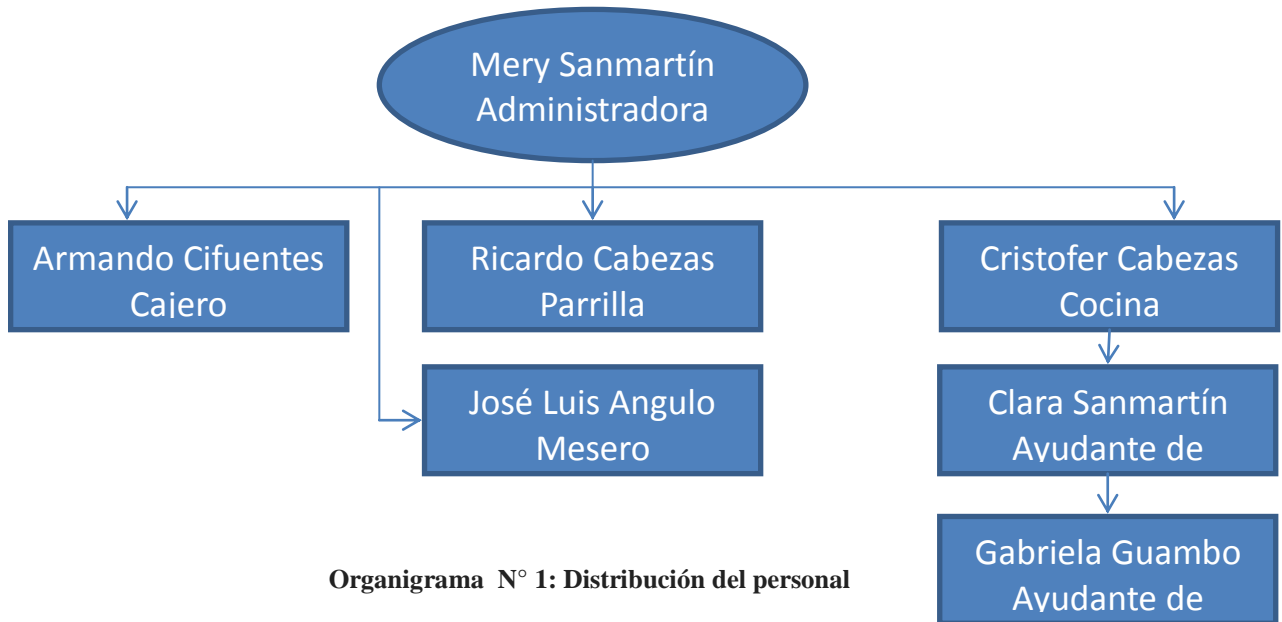 Mery Sanmartín
Administradora
Armando Cifuentes
Cajero
Ricardo Cabezas
Parrilla
Cristofer Cabezas
Cocina
José Luis Angulo
Mesero
Clara Sanmartín
Ayudante de
Gabriela Guambo
Ayudante de
Organigrama N° 1: Distribución del personal